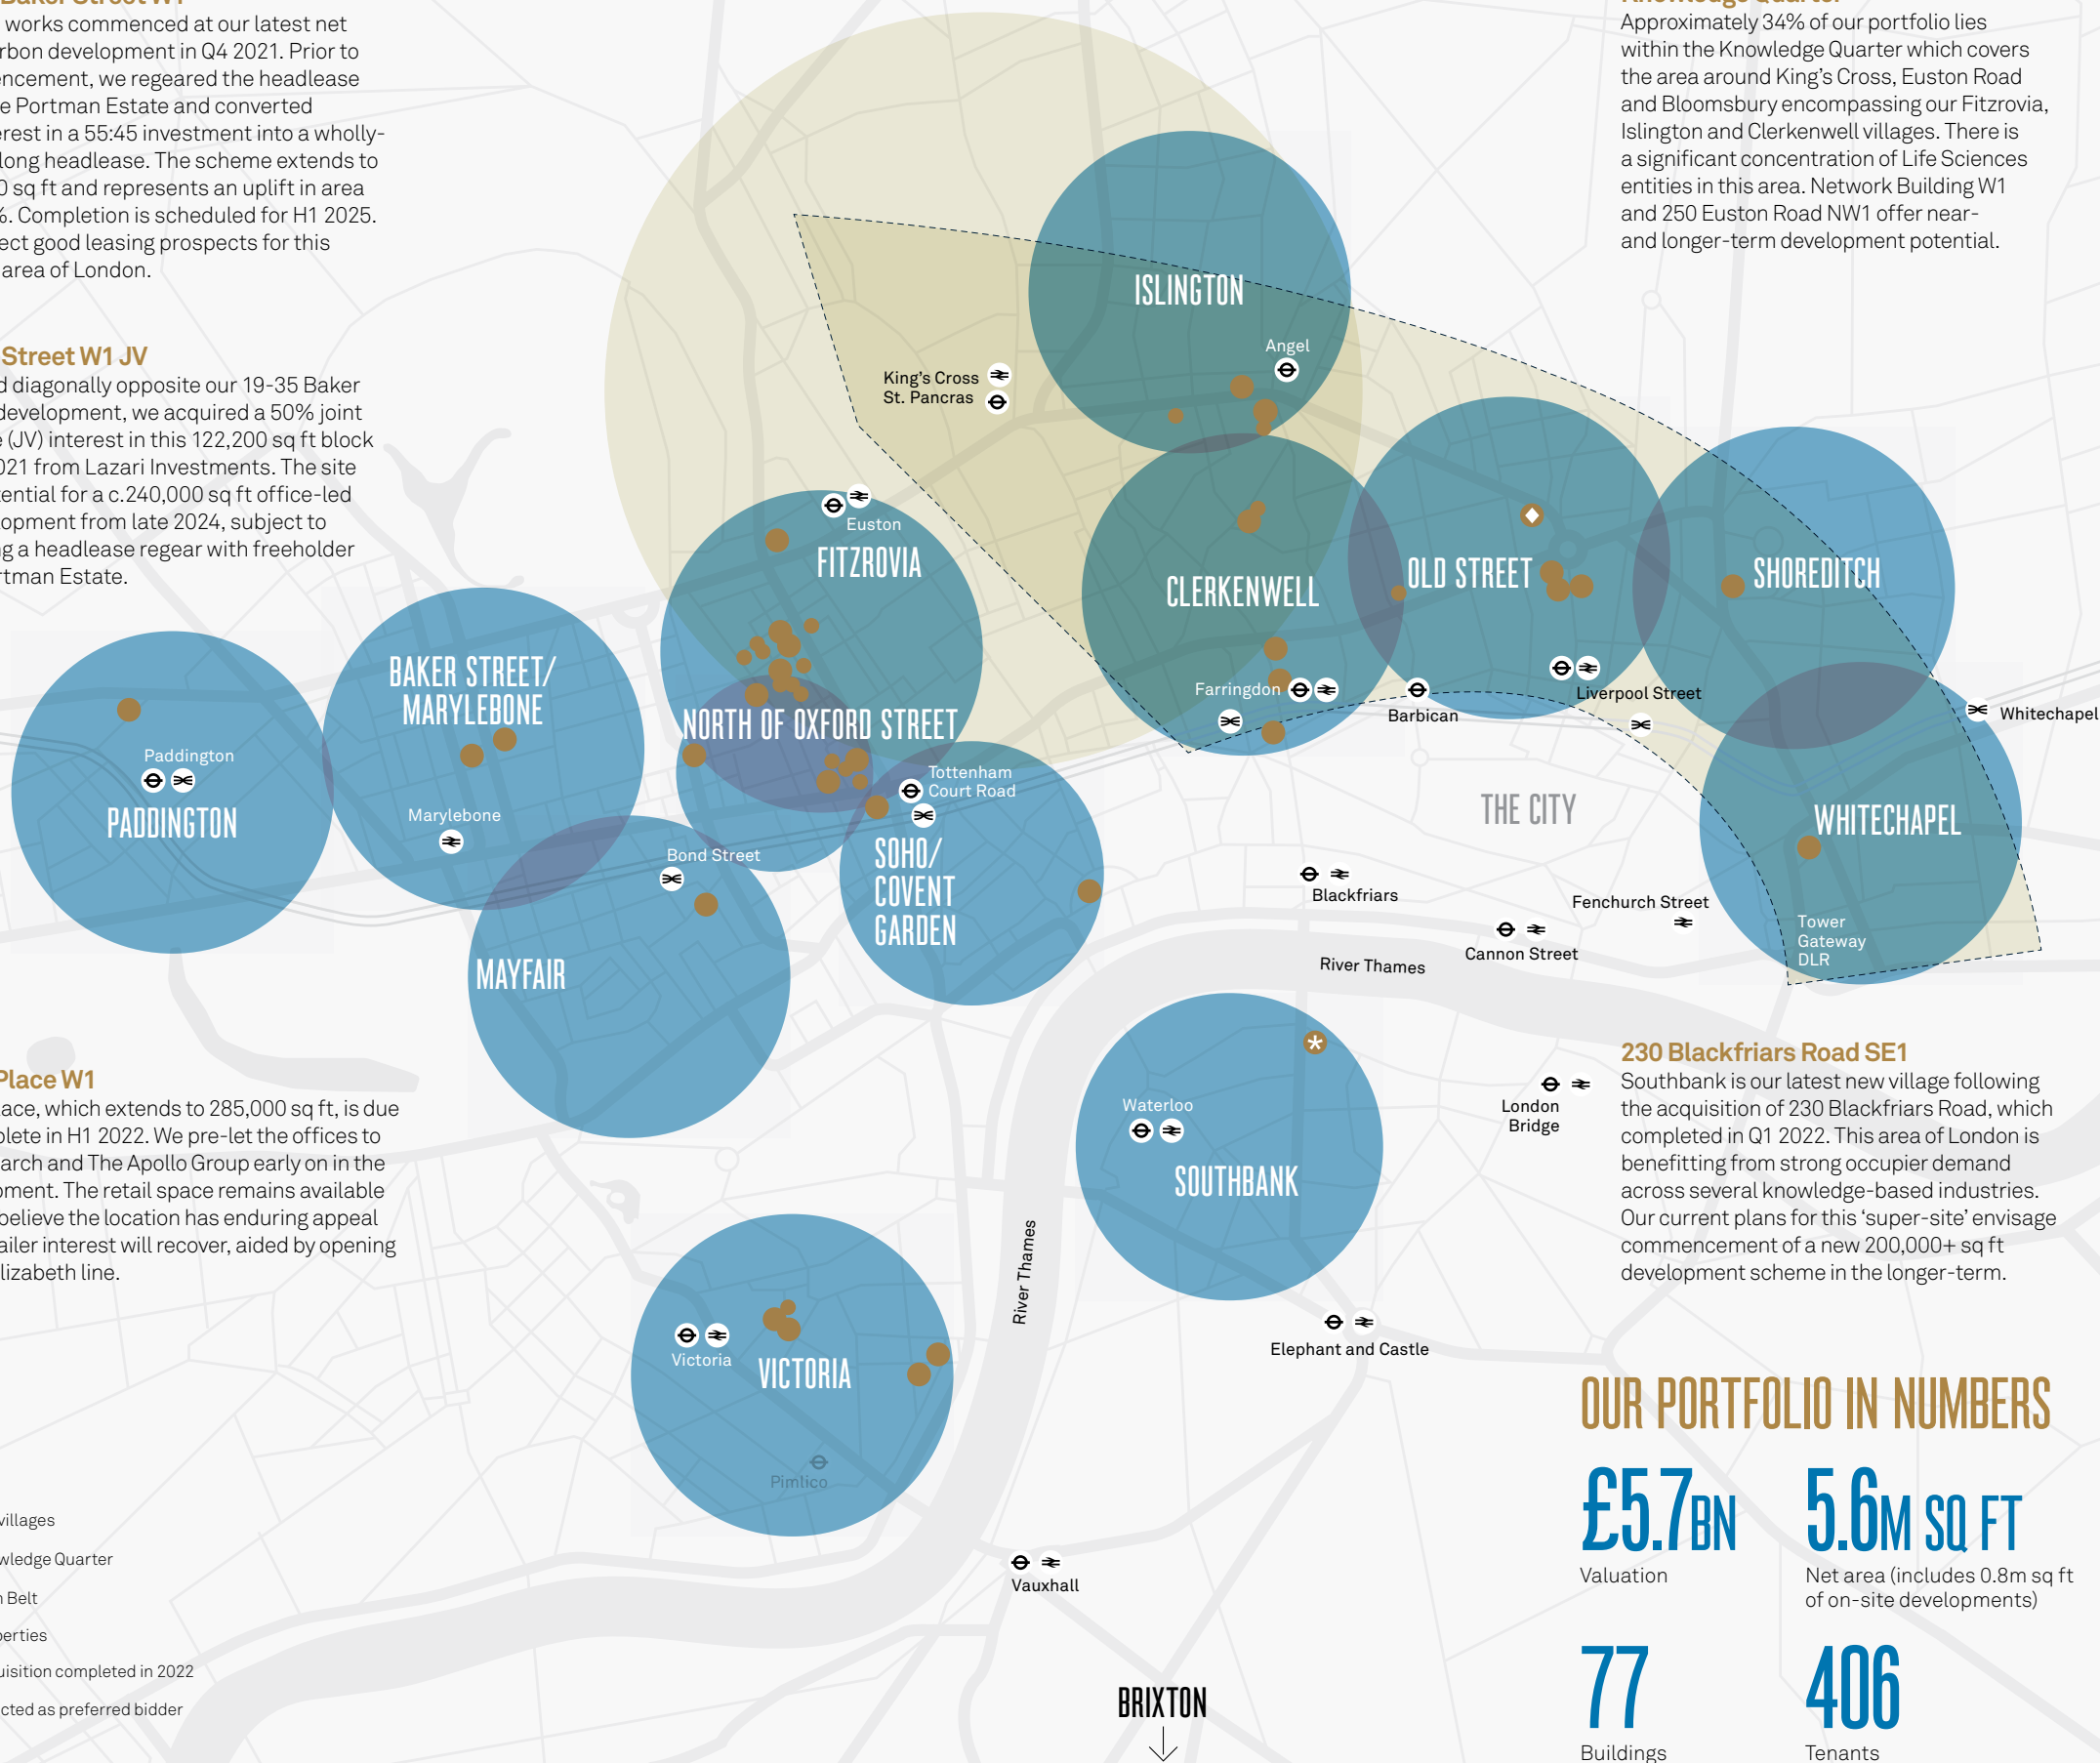 Baker Street W1
works commenced at our latest net
rbon development in Q4 2021. Prior to
encement, we regeared the headlease
e Portman Estate and converted
erest in a 55:45 investment into a wholly-
long headlease. The scheme extends to
0 sq ft and represents an uplift in area
%. Completion is scheduled for H1 2025.
ect good leasing prospects for this
area of London.
Street W1 JV
d diagonally opposite our 19-35 Baker
development, we acquired a 50% joint
e (JV) interest in this 122,200 sq ft block
021 from Lazari Investments. The site
tential for a c.240,000 sq ft office-led
lopment from late 2024, subject to
ng a headlease regear with freeholder
rtman Estate.
Knowledge Quarter
Approximately 34% of our portfolio lies
within the Knowledge Quarter which covers
the area around King's Cross, Euston Road
and Bloomsbury encompassing our Fitzrovia,
Islington and Clerkenwell villages. There is
a significant concentration of Life Sciences
entities in this area. Network Building W1
and 250 Euston Road NW1 offer near-
and longer-term development potential.
ISLINGTON
Angel
King's Cross
St. Pancras
Euston
FITZROVIA
CLERKENWELL
OLD STREET
SHOREDITCH
BAKER STREET/
MARYLEBONE
NORTH OF OXFORD STREET
Farringdon
Barbican
Liverpool Street
Whitechapel
Paddington
PADDINGTON
Marylebone
Bond Street
Tottenham
Court Road
SOHO/
COVENT
GARDEN
THE CITY
WHITECHAPEL
Blackfriars
Fenchurch Street
Cannon Street
Tower
Gateway
DLR
MAYFAIR
River Thames
Place W1
lace, which extends to 285,000 sq ft, is due
plete in H1 2022. We pre-let the offices to
arch and The Apollo Group early on in the
pment. The retail space remains available
believe the location has enduring appeal
ailer interest will recover, aided by opening
lizabeth line.
Waterloo
SOUTHBANK
London
Bridge
230 Blackfriars Road SE1
Southbank is our latest new village following
the acquisition of 230 Blackfriars Road, which
completed in Q1 2022. This area of London is
benefitting from strong occupier demand
across several knowledge-based industries.
Our current plans for this 'super-site' envisage
commencement of a new 200,000+ sq ft
development scheme in the longer-term.
River Thames
Victoria
VICTORIA
Pimlico
Elephant and Castle
Vauxhall
BRIXTON
villages
wledge Quarter
h Belt
perties
uisition completed in 2022
cted as preferred bidder
OUR PORTFOLIO IN NUMBERS
£5.7BN
Valuation
5.6M SQ FT
Net area (includes 0.8m sq ft
of on-site developments)
77
Buildings
406
Tenants